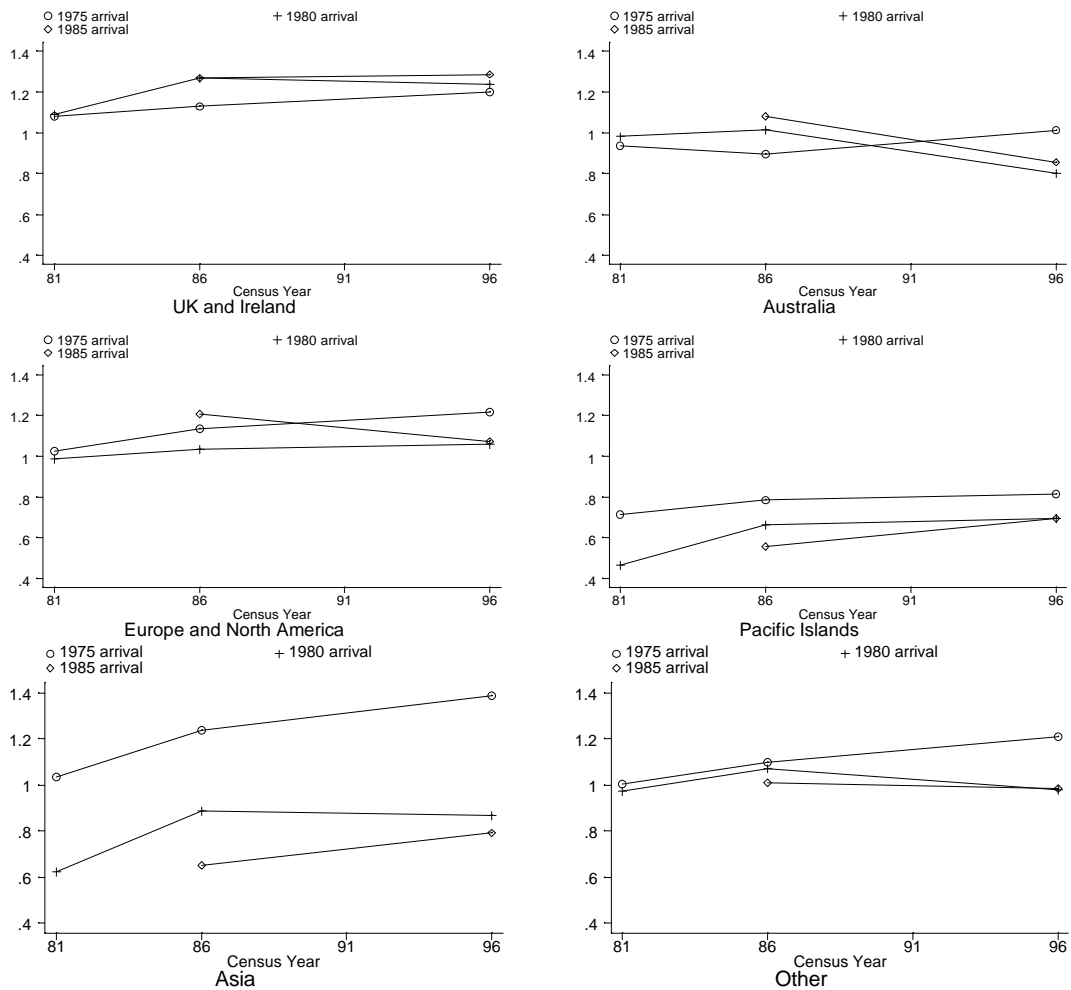 1975 arrival 1980 arrival
1985 arrival
1.4
1.2
1
.8
.6
.4
81 86 91 96
Census Year
UK and Ireland
1975 arrival 1980 arrival
1985 arrival
1.4
1.2
1
.8
.6
.4
81 86 91 96
Census Year
Australia
1975 arrival 1980 arrival
1985 arrival
1.4
1.2
1
.8
.6
.4
81 86 91 96
Census Year
Europe and North America
1975 arrival 1980 arrival
1985 arrival
1.4
1.2
1
.8
.6
.4
81 86 91 96
Census Year
Pacific Islands
1975 arrival 1980 arrival
1985 arrival
1.4
1.2
1
.8
.6
.4
81 86 91 96
Census Year
Asia
1975 arrival 1980 arrival
1985 arrival
1.4
1.2
1
.8
.6
.4
81 86 91 96
Census Year
Other